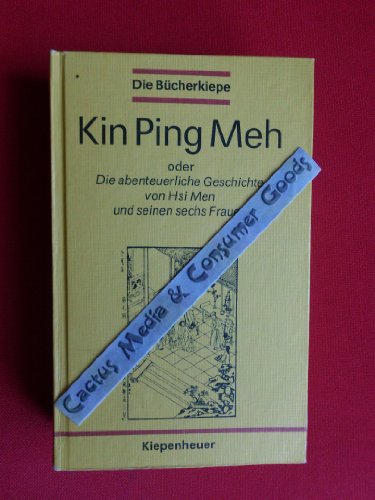 Die Bücherkiepe
Kin Ping Meh
oder
Die abenteuerliche Geschichte
von Hsi Men
und seinen sechs
Cactus Media & Consumer Goods
Kiepenheuer